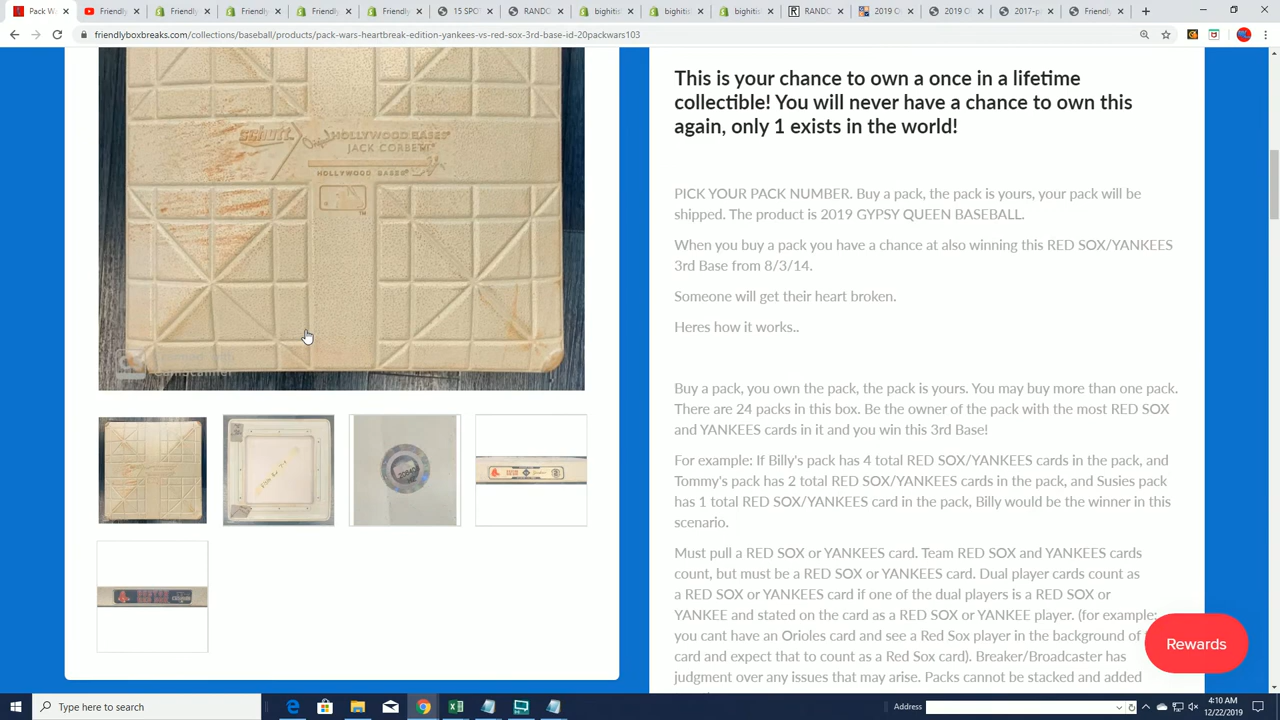 Pack W
Friendly
Friendly
Friendly
15 SPO
RANDO
bighitis
bighitis
bighitis
RANDO
2019 C
2019 C
2017-p
friendlyboxbreaks.com/collections/baseball/products/pack-wars-heartbreak-edition-yankees-vs-red-sox-3rd-base-id-20packwars103
schutt
HOLLYWOOD BASES
JACK CORBETT
HOLLYWOOD BASES
CamScanner
This is your chance to own a once in a lifetime
collectible! You will never have a chance to own this
again, only 1 exists in the world!
PICK YOUR PACK NUMBER. Buy a pack, the pack is yours, your pack will be
shipped. The product is 2019 GYPSY QUEEN BASEBALL.
When you buy a pack you have a chance at also winning this RED SOX/YANKEES
3rd Base from 8/3/14.
Someone will get their heart broken.
Heres how it works..
Buy a pack, you own the pack, the pack is yours. You may buy more than one pack.
There are 24 packs in this box. Be the owner of the pack with the most RED SOX
and YANKEES cards in it and you win this 3rd Base!
For example: If Billy's pack has 4 total RED SOX/YANKEES cards in the pack, and
Tommy's pack has 2 total RED SOX/YANKEES cards in the pack, and Susies pack
has 1 total RED SOX/YANKEES card in the pack, Billy would be the winner in this
scenario.
Must pull a RED SOX or YANKEES card. Team RED SOX and YANKEES cards
count, but must be a RED SOX or YANKEES card. Dual player cards count as
a RED SOX or YANKEES card if one of the dual players is a RED SOX or
YANKEE and stated on the card as a RED SOX or YANKEE player. (for example:
you cant have an Orioles card and see a Red Sox player in the background of
card and expect that to count as a Red Sox card). Breaker/Broadcaster has
judgment over any issues that may arise. Packs cannot be stacked and added
Rewards
Type here to search
Address
4:10 AM
12/22/2019